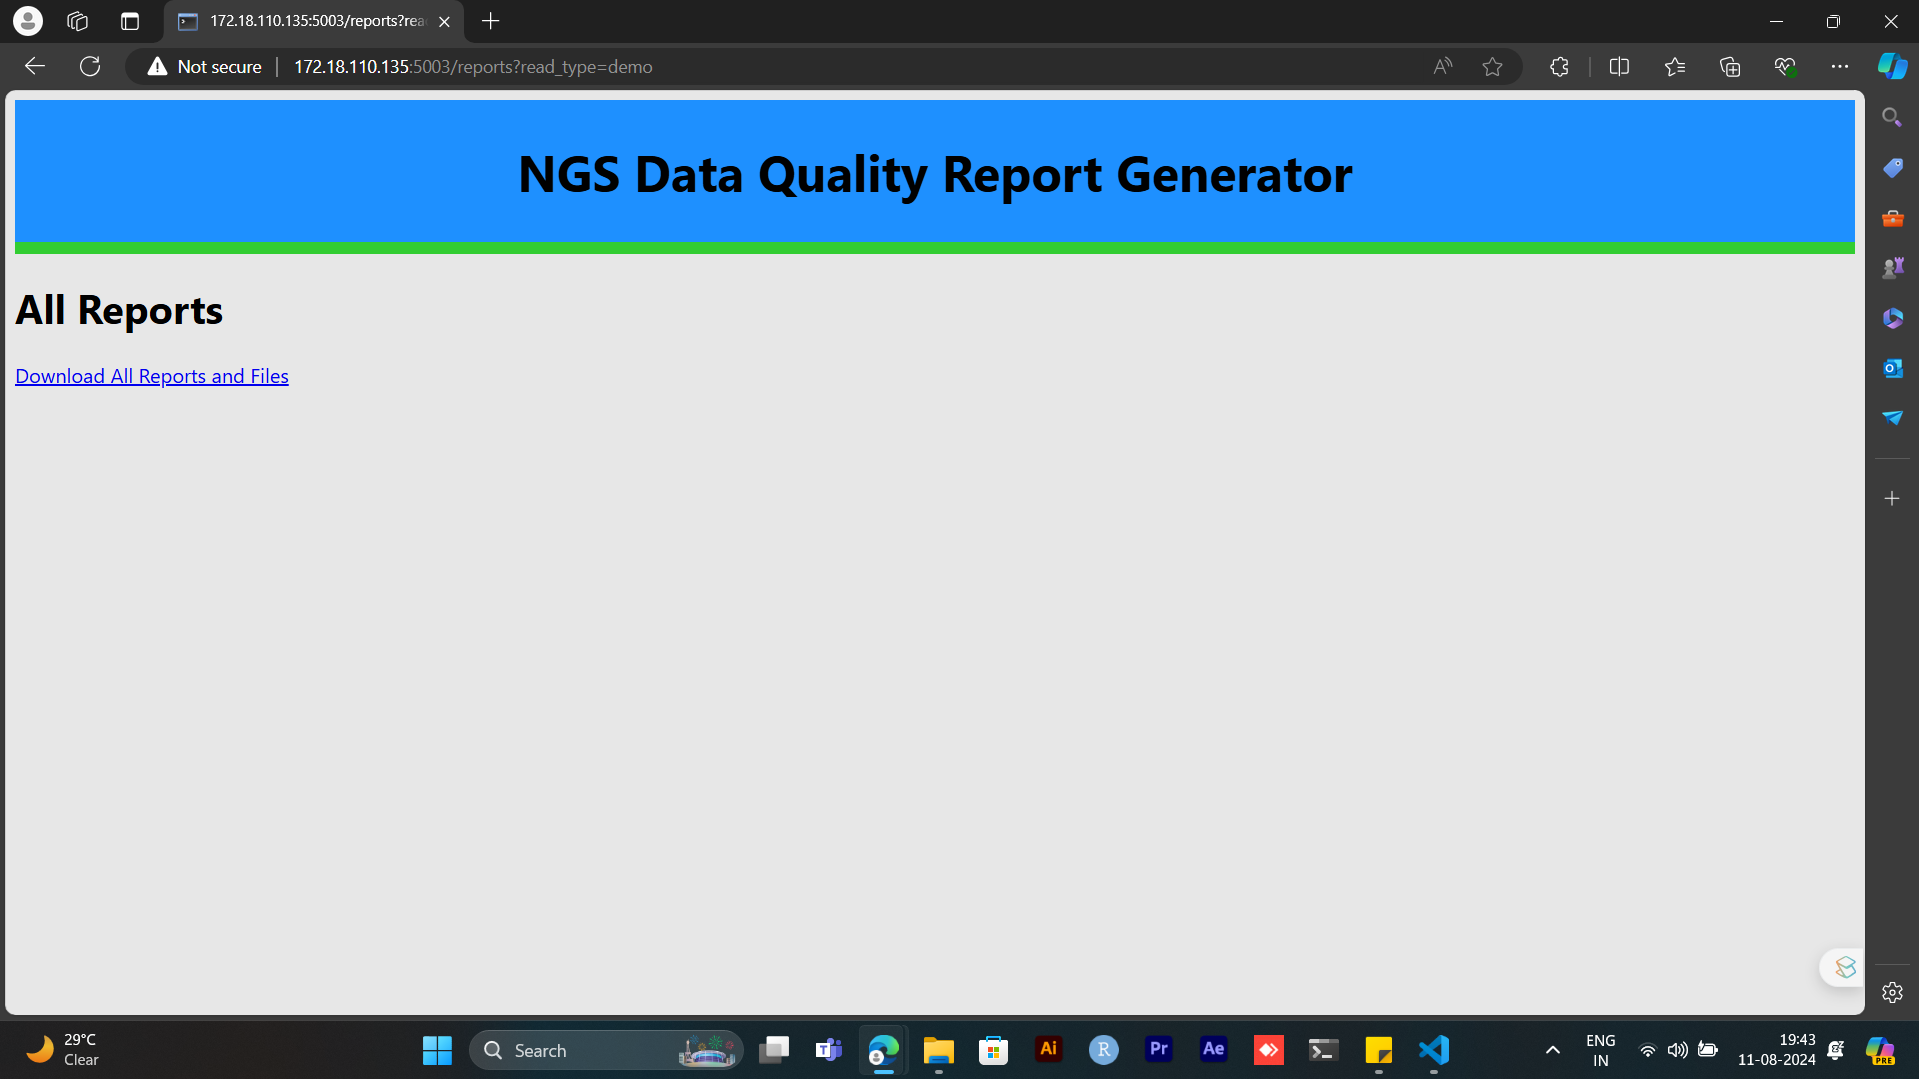 172.18.110.135:5003/reports?rea
Not secure
172.18.110.135:5003/reports?read_type=demo
NGS Data Quality Report Generator
All Reports
Download All Reports and Files
29°C
Clear
Search
Ai
R
Pr
Ae
ENG
IN
19:43
11-08-2024
PRE